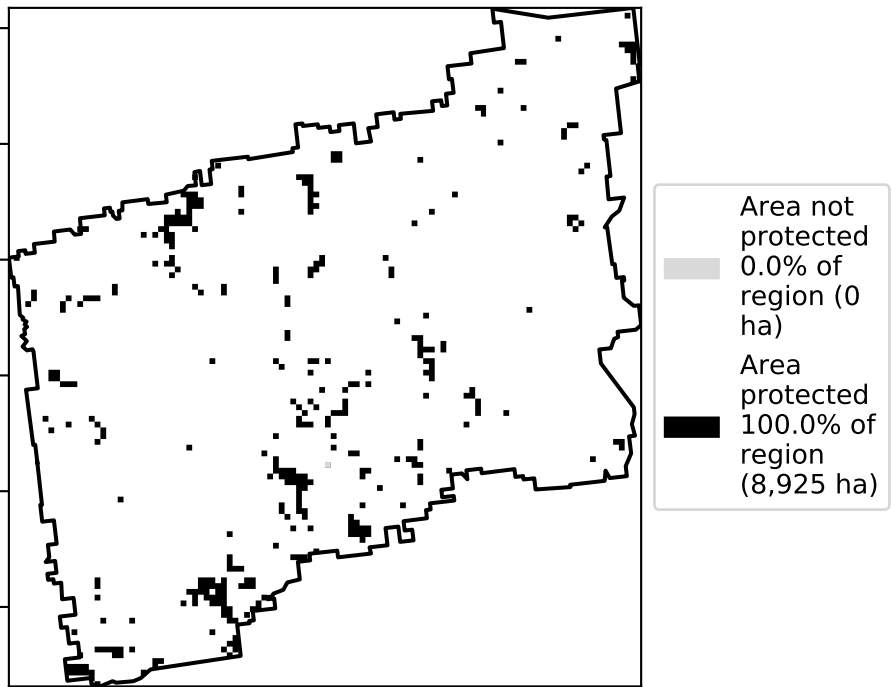 Area not
protected
0.0% of
region (0
ha)
Area
protected
100.0% of
region
(8,925 ha)